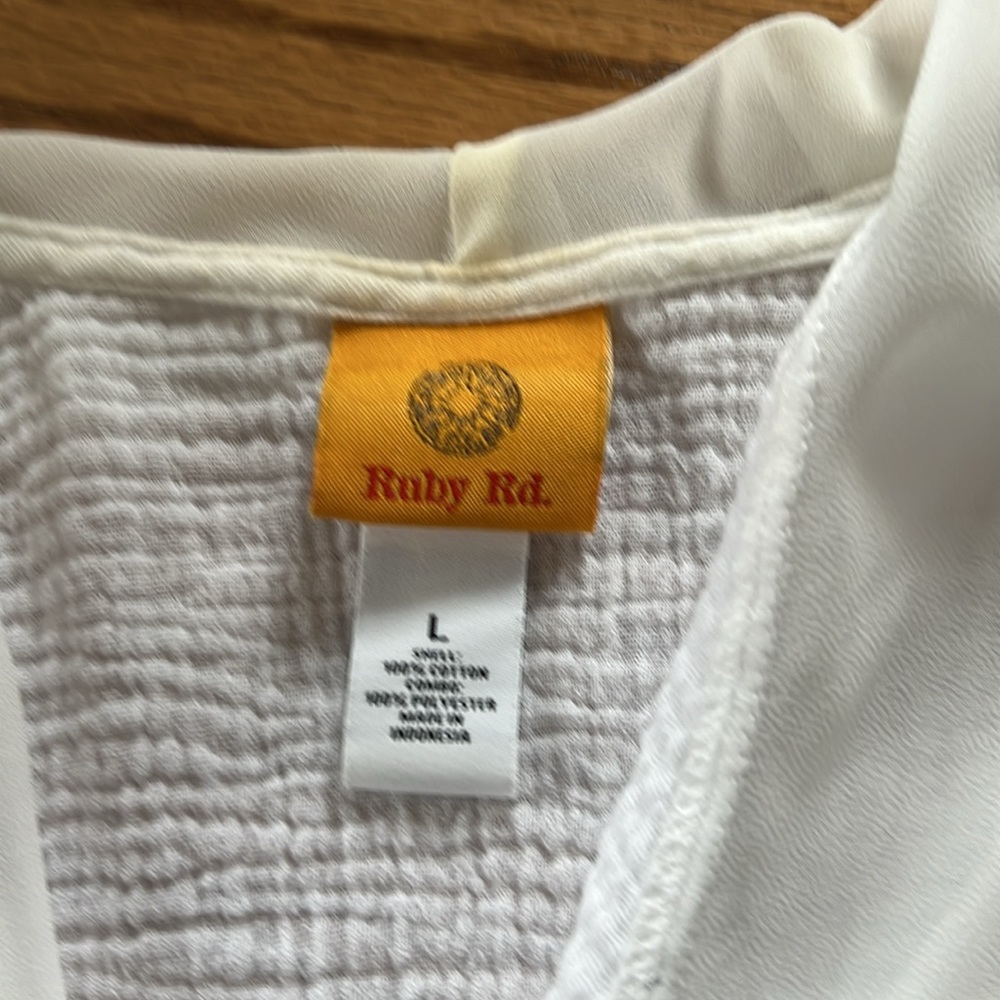 Ruby Rd.
L
SHELL:
100% COTTON
COMBO:
100% POLYESTER
MADE IN
INDONESIA